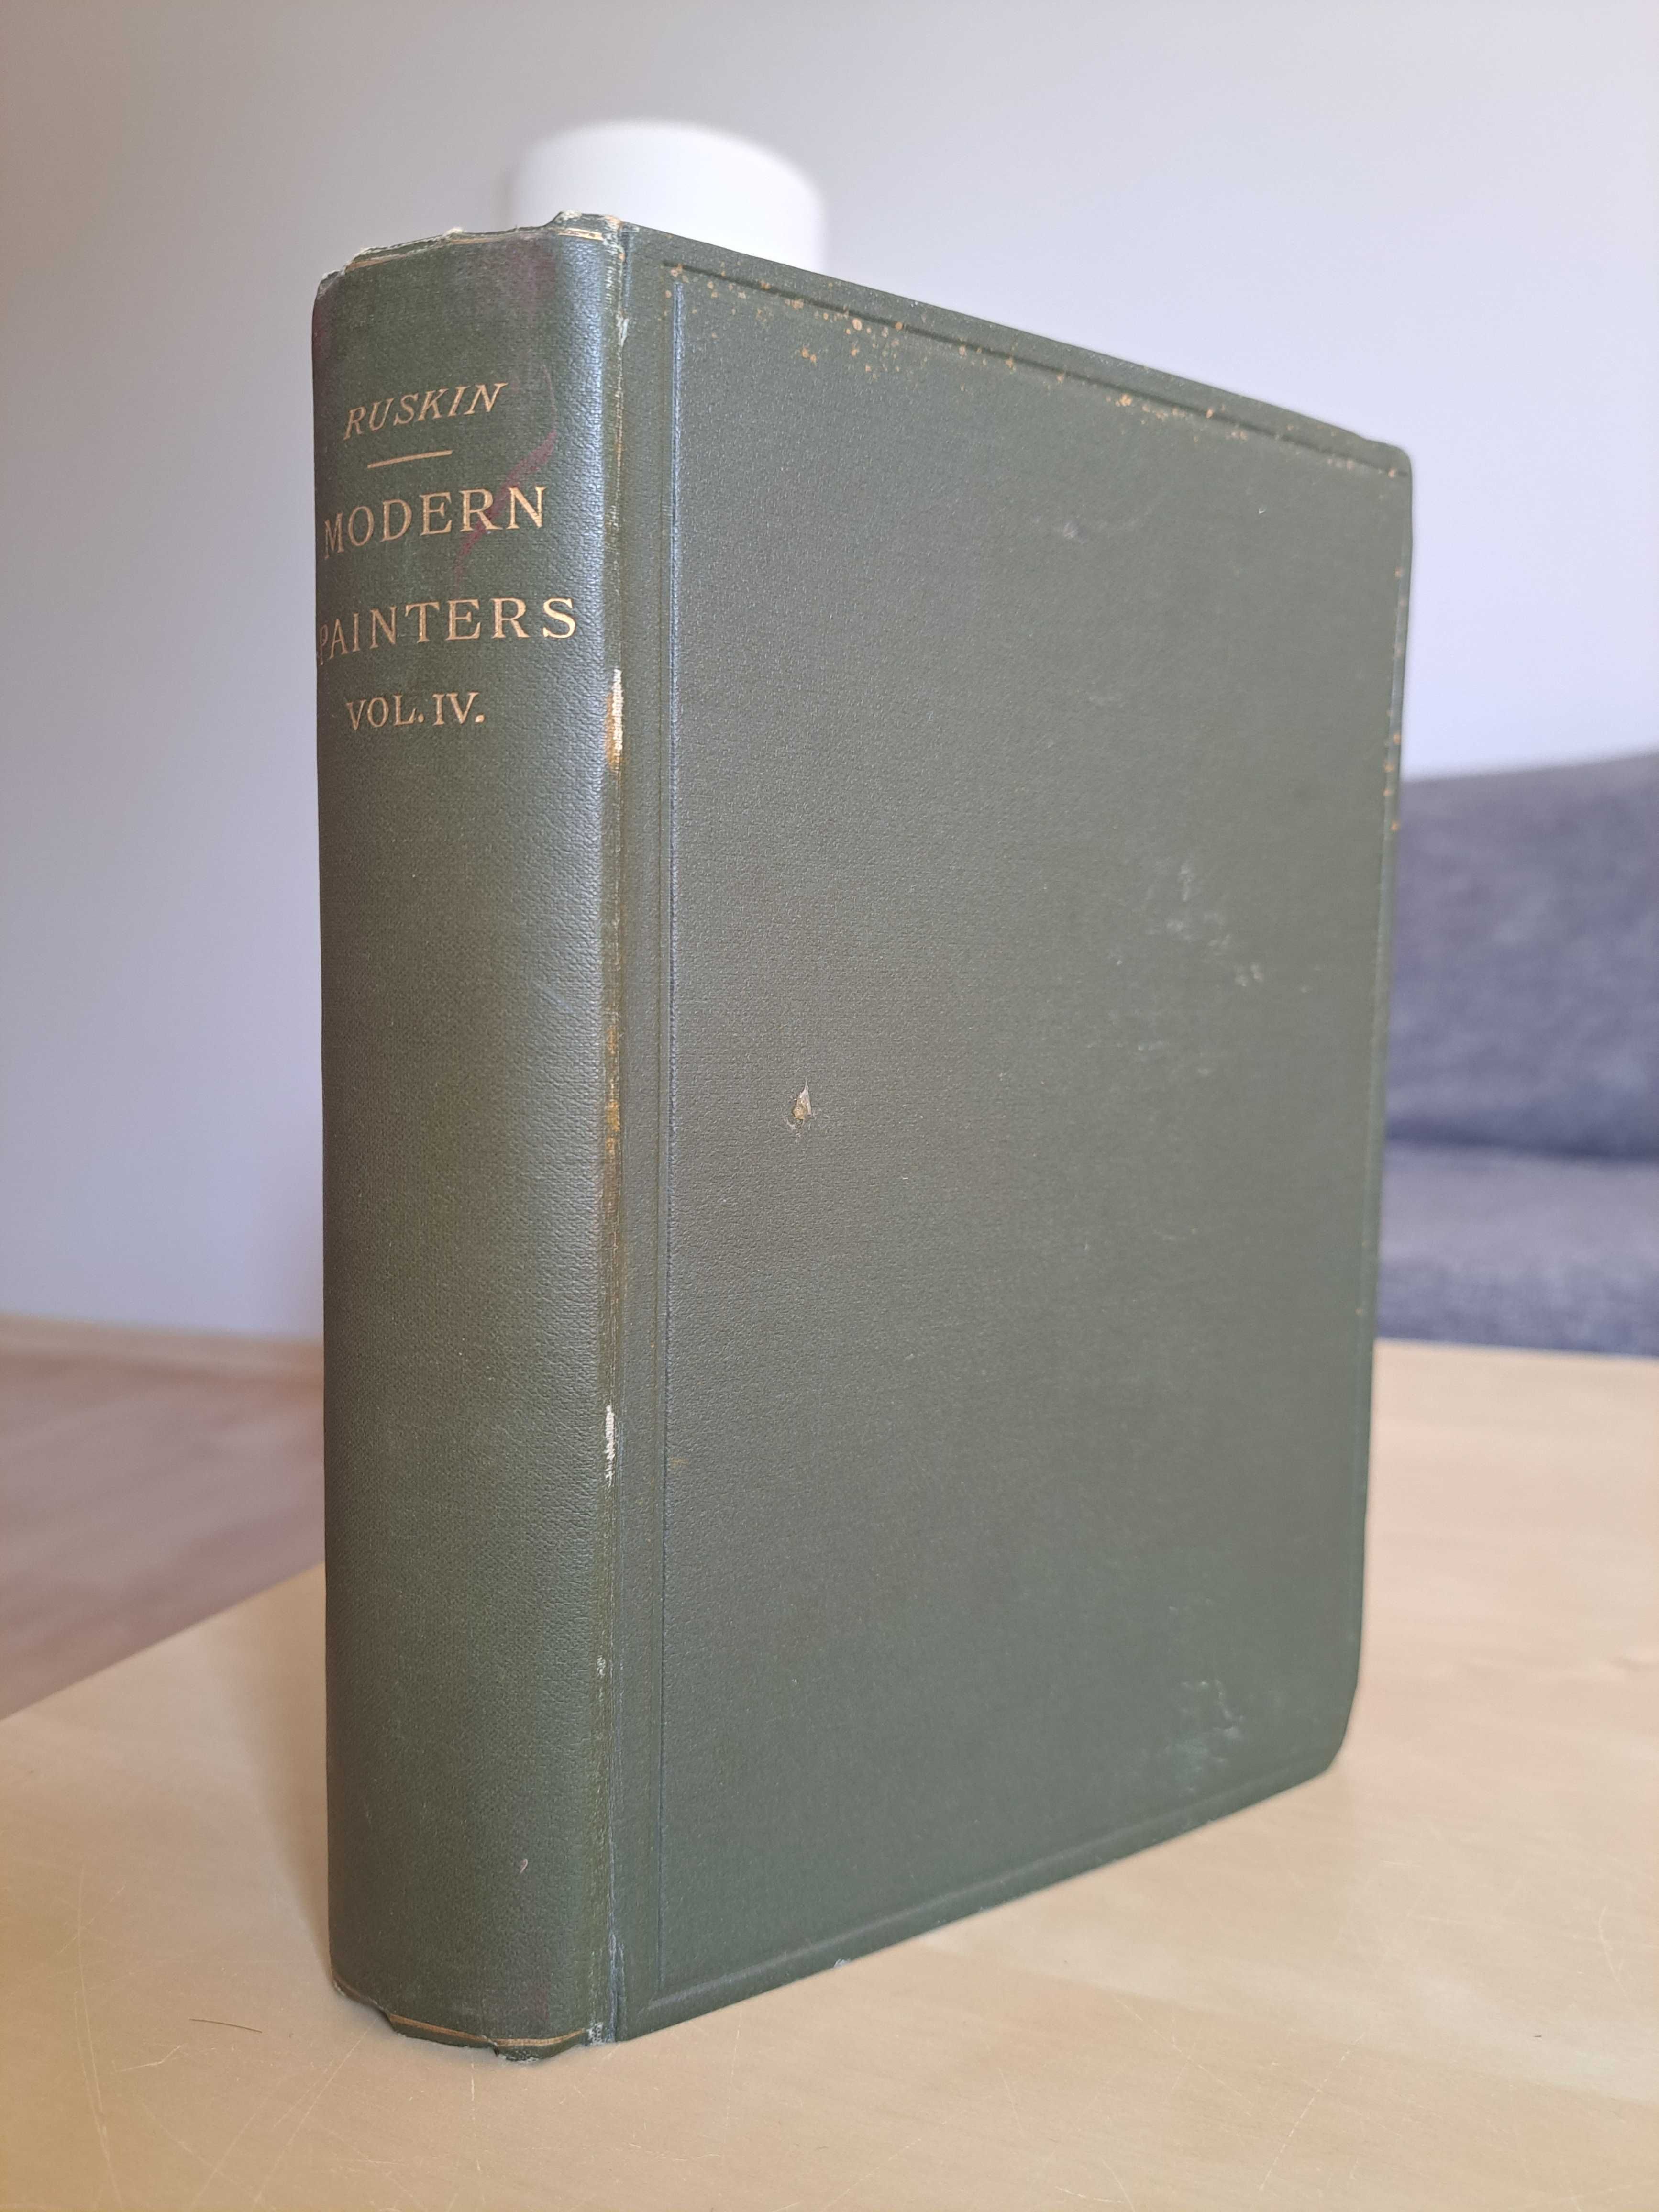 RUSKIN
MODERN
PAINTERS
VOL. IV.